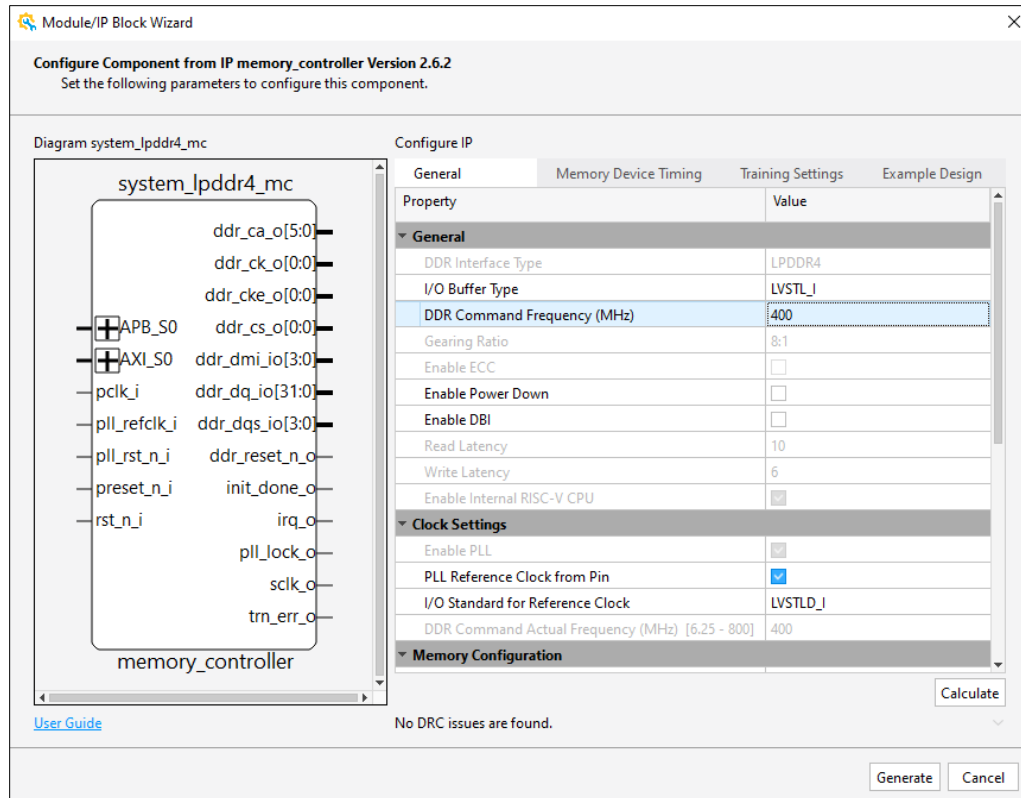 Module/IP Block Wizard
Configure Component from IP memory_controller Version 2.6.2
Set the following parameters to configure this component.
Diagram system_lpddr4_mc
system_lpddr4_mc
ddr_ca_o[5:0]
ddr_ck_o[0:0]
ddr_cke_o[0:0]
APB_S0 ddr_cs_o[0:0]
AXI_S0 ddr_dmi_io[3:0]
pclk_i ddr_dq_io[31:0]
pll_refclk_i ddr_dqs_io[3:0]
pll_rst_n_i ddr_reset_n_o
preset_n_i init_done_o
rst_n_i irq_o
pll_lock_o
sclk_o
trn_err_o
memory_controller
User Guide
Configure IP
General Memory Device Timing Training Settings Example Design
Property Value
General
DDR Interface Type LPDDR4
I/O Buffer Type LVSTL_I
DDR Command Frequency (MHz) 400
Gearing Ratio 8:1
Enable ECC
Enable Power Down
Enable DBI
Read Latency 10
Write Latency 6
Enable Internal RISC-V CPU
Clock Settings
Enable PLL
PLL Reference Clock from Pin
I/O Standard for Reference Clock LVSTLD_I
DDR Command Actual Frequency (MHz) [6.25 - 800] 400
Memory Configuration
Calculate
No DRC issues are found.
Generate Cancel